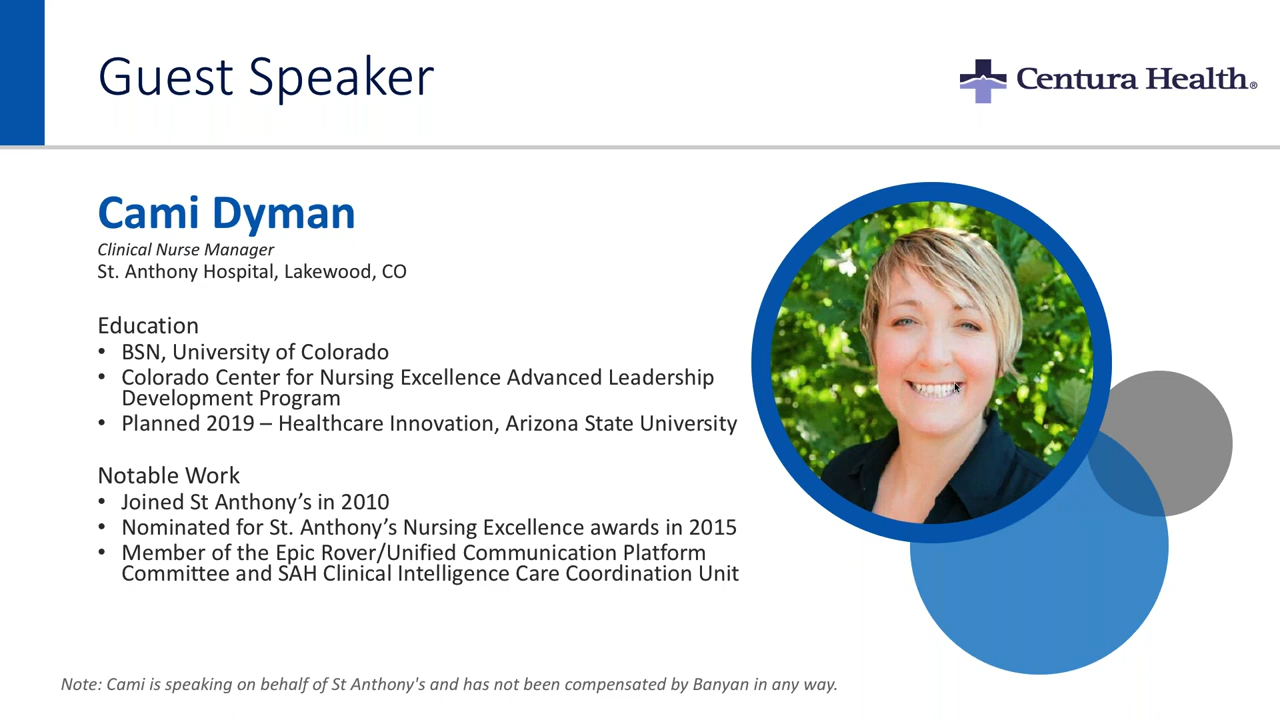 Guest Speaker
Centura Health®
Cami Dyman
Clinical Nurse Manager
St. Anthony Hospital, Lakewood, CO
Education
• BSN, University of Colorado
• Colorado Center for Nursing Excellence Advanced Leadership
Development Program
• Planned 2019 – Healthcare Innovation, Arizona State University
Notable Work
• Joined St Anthony’s in 2010
• Nominated for St. Anthony’s Nursing Excellence awards in 2015
• Member of the Epic Rover/Unified Communication Platform
Committee and SAH Clinical Intelligence Care Coordination Unit
Note: Cami is speaking on behalf of St Anthony's and has not been compensated by Banyan in any way.